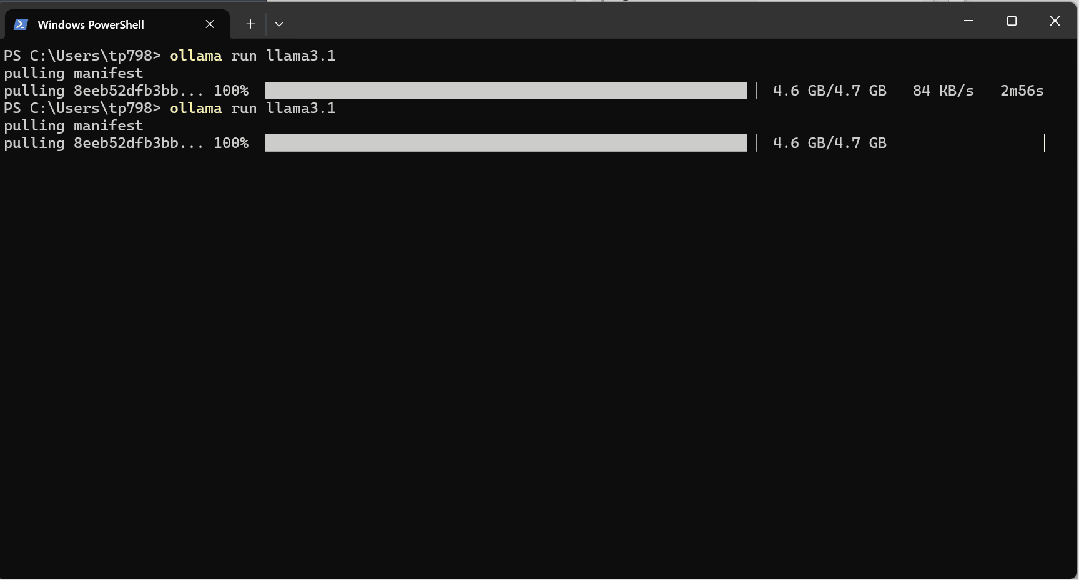 Windows PowerShell
PS C:\Users\tp798> ollama run llama3.1
pulling manifest
pulling 8eeb52dfb3bb... 100% 4.6 GB/4.7 GB 84 KB/s 2m56s
PS C:\Users\tp798> ollama run llama3.1
pulling manifest
pulling 8eeb52dfb3bb... 100% 4.6 GB/4.7 GB